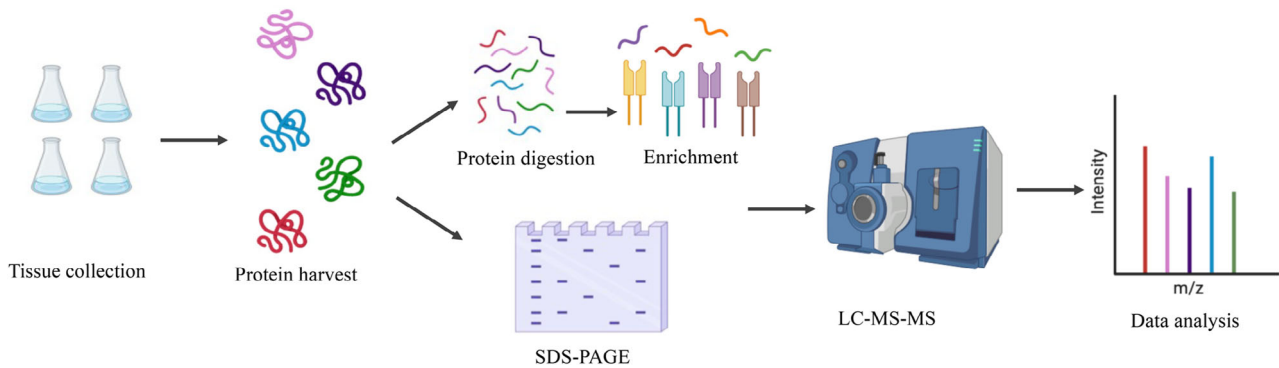 Tissue collection
Protein harvest
Protein digestion
Enrichment
SDS-PAGE
LC-MS-MS
Intensity
m/z
Data analysis